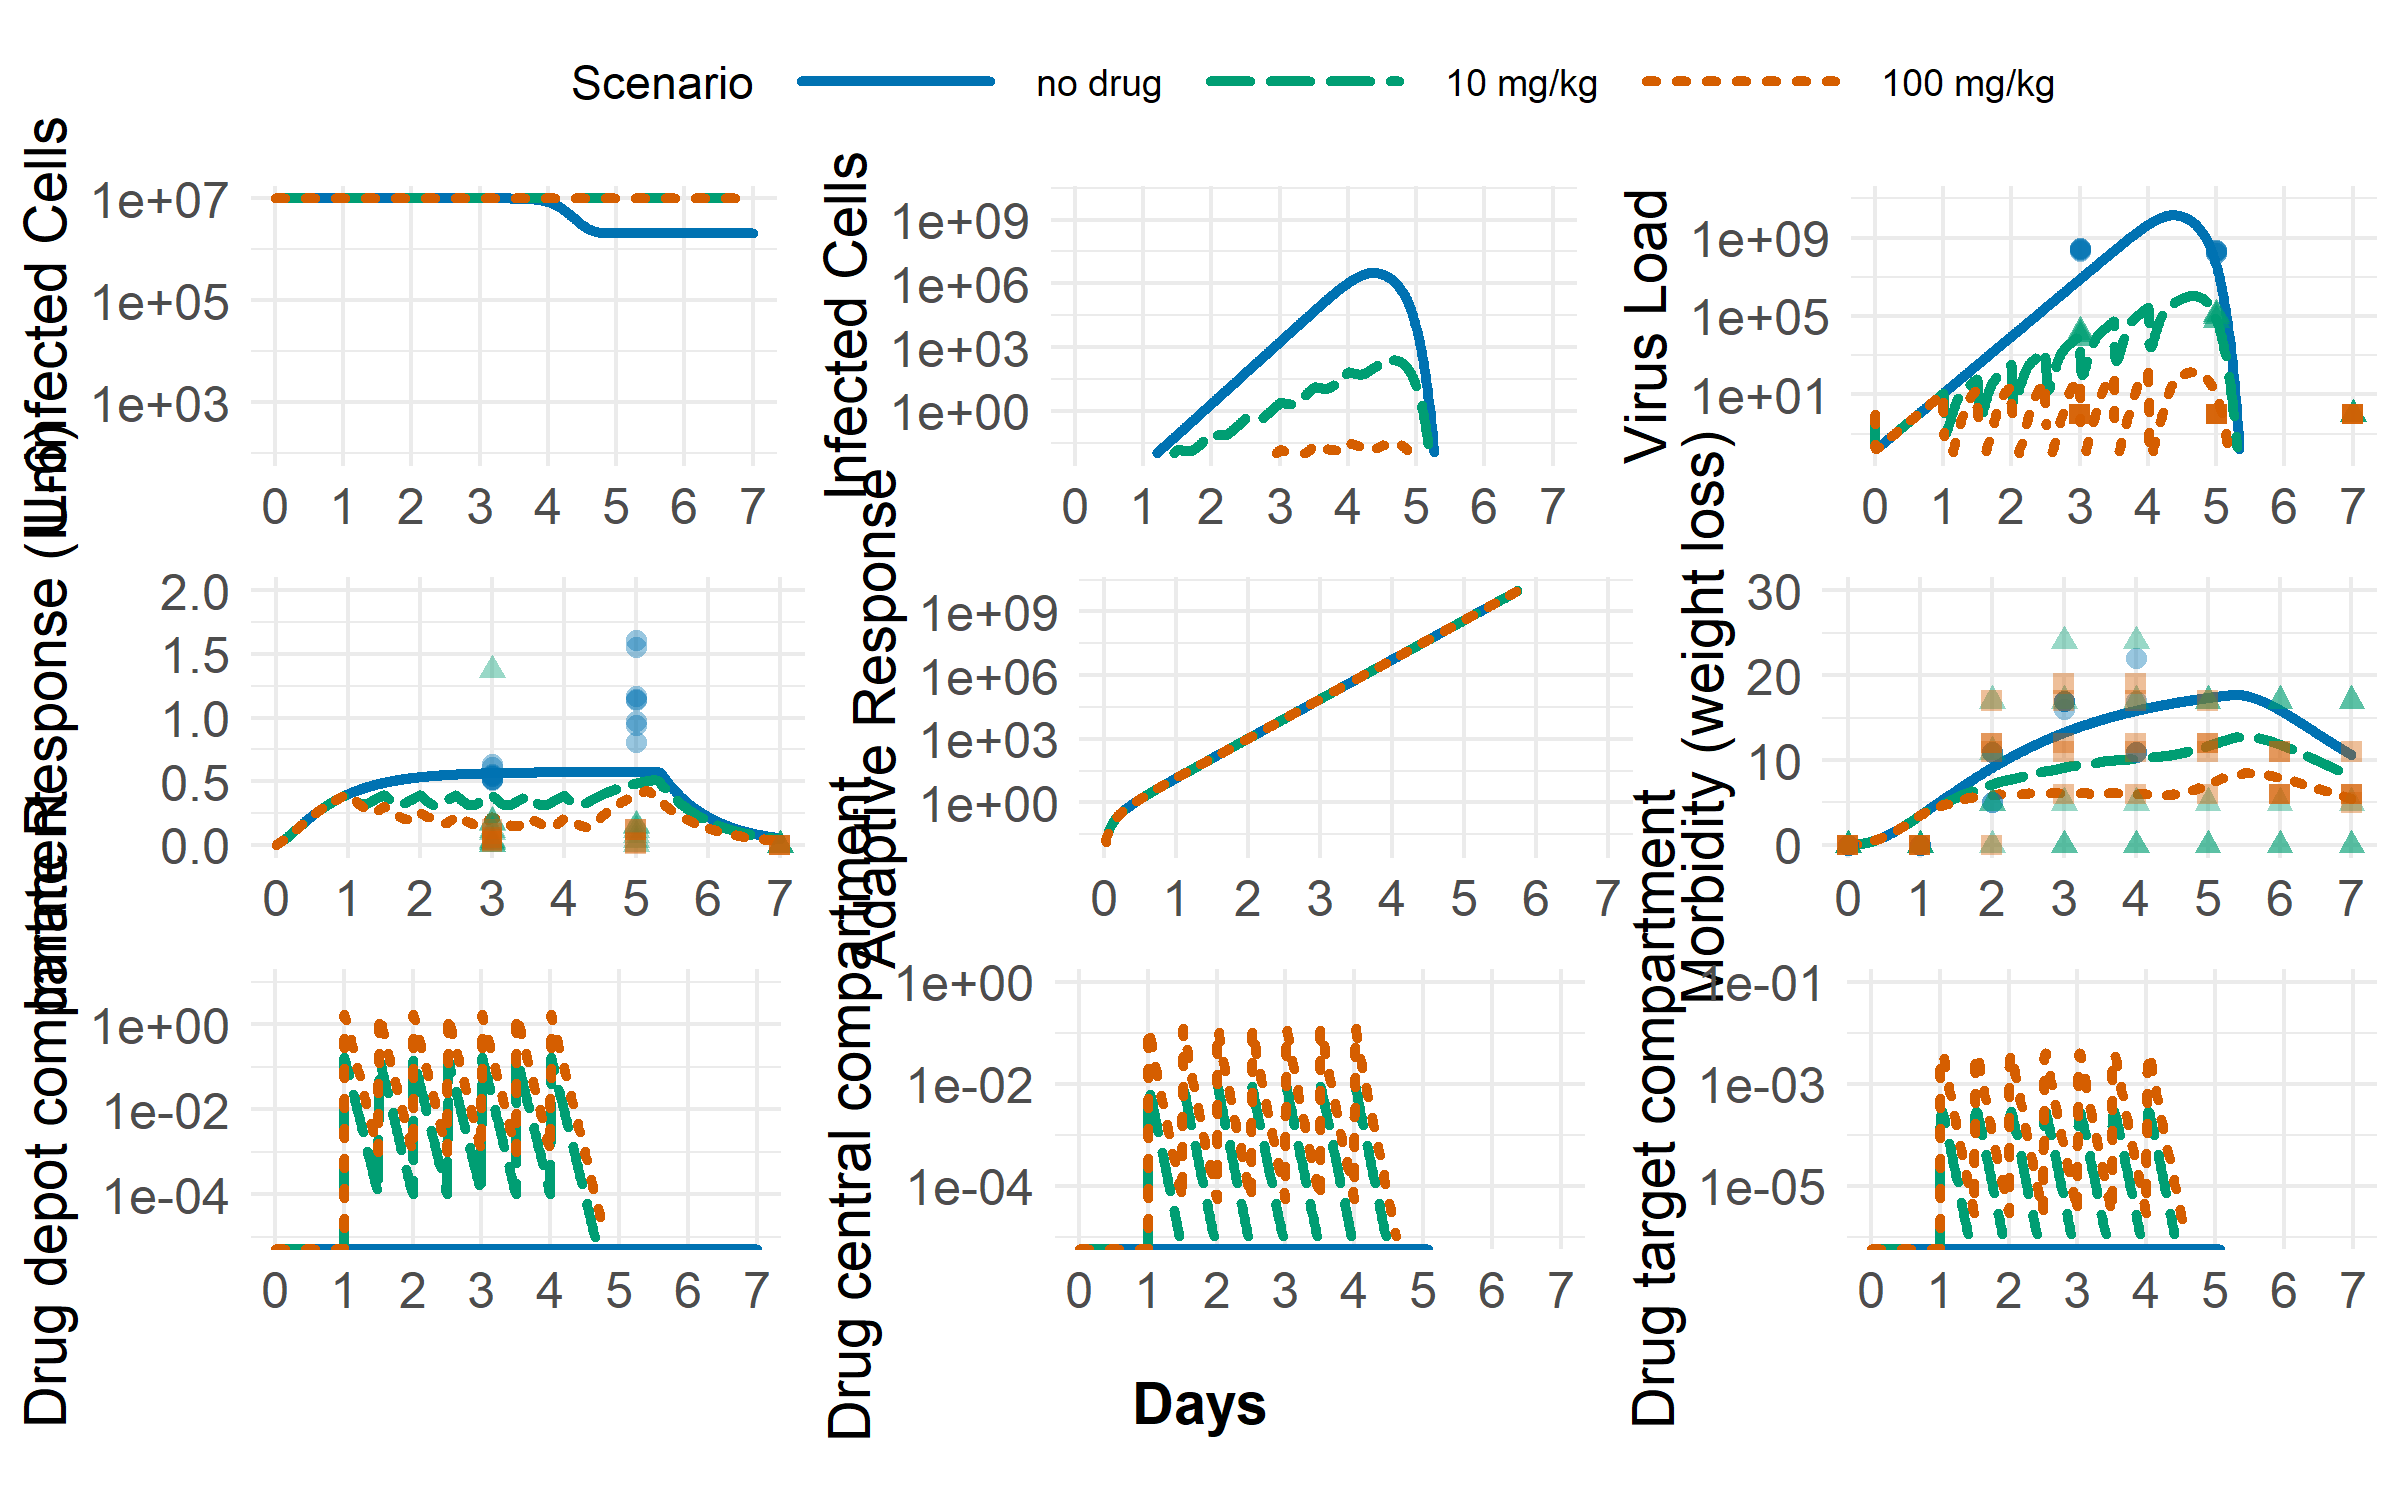 Scenario no drug 10 mg/kg 100 mg/kg
Uninfected Cells
1e+07
1e+05
1e+03
0 1 2 3 4 5 6 7
Infected Cells
1e+09
1e+06
1e+03
1e+00
0 1 2 3 4 5 6 7
Virus Load
1e+09
1e+05
1e+01
0 1 2 3 4 5 6 7
Innate Response (IL-6)
2.0
1.5
1.0
0.5
0.0
0 1 2 3 4 5 6 7
Adaptive Response
1e+09
1e+06
1e+03
1e+00
0 1 2 3 4 5 6 7
Morbidity (weight loss)
30
20
10
0
0 1 2 3 4 5 6 7
Drug depot compartment
1e+00
1e-02
1e-04
0 1 2 3 4 5 6 7
Drug central compartment
1e+00
1e-02
1e-04
0 1 2 3 4 5 6 7
Drug target compartment
1e-01
1e-03
1e-05
0 1 2 3 4 5 6 7
Days